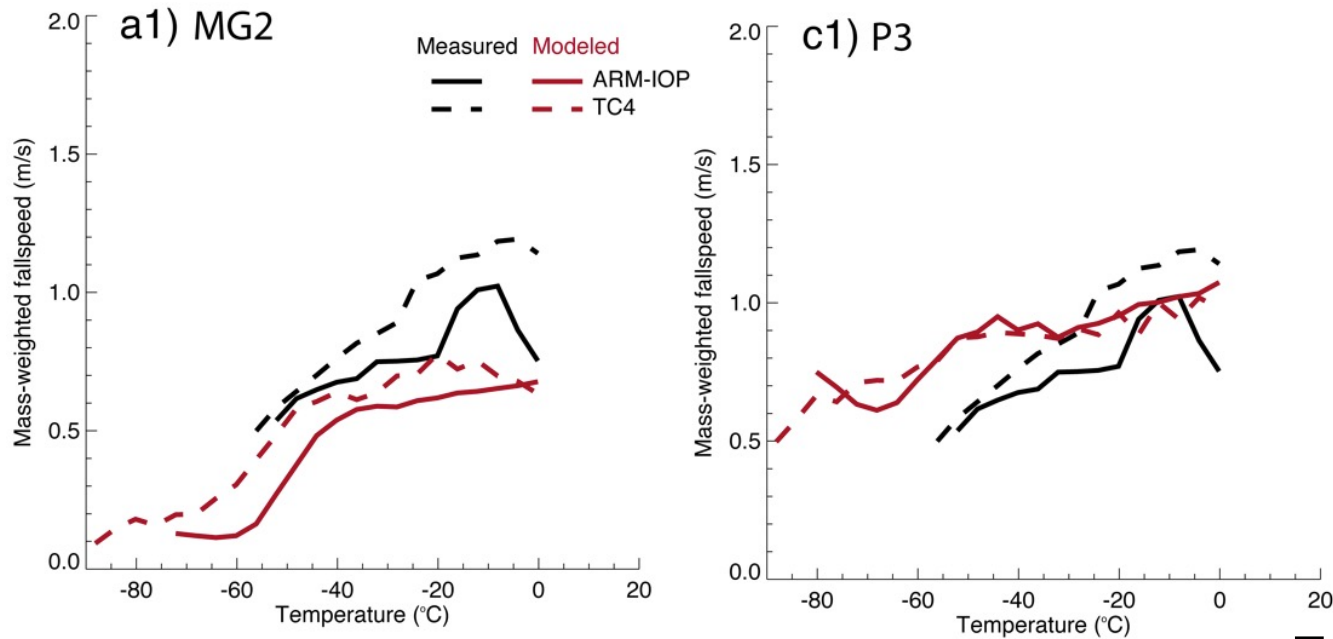 a1) MG2
Measured Modeled
ARM-IOP
TC4
2.0
1.5
1.0
0.5
0.0
Mass-weighted fallspeed (m/s)
-80 -60 -40 -20 0 20
Temperature (°C)
c1) P3
2.0
1.5
1.0
0.5
0.0
Mass-weighted fallspeed (m/s)
-80 -60 -40 -20 0 20
Temperature (°C)